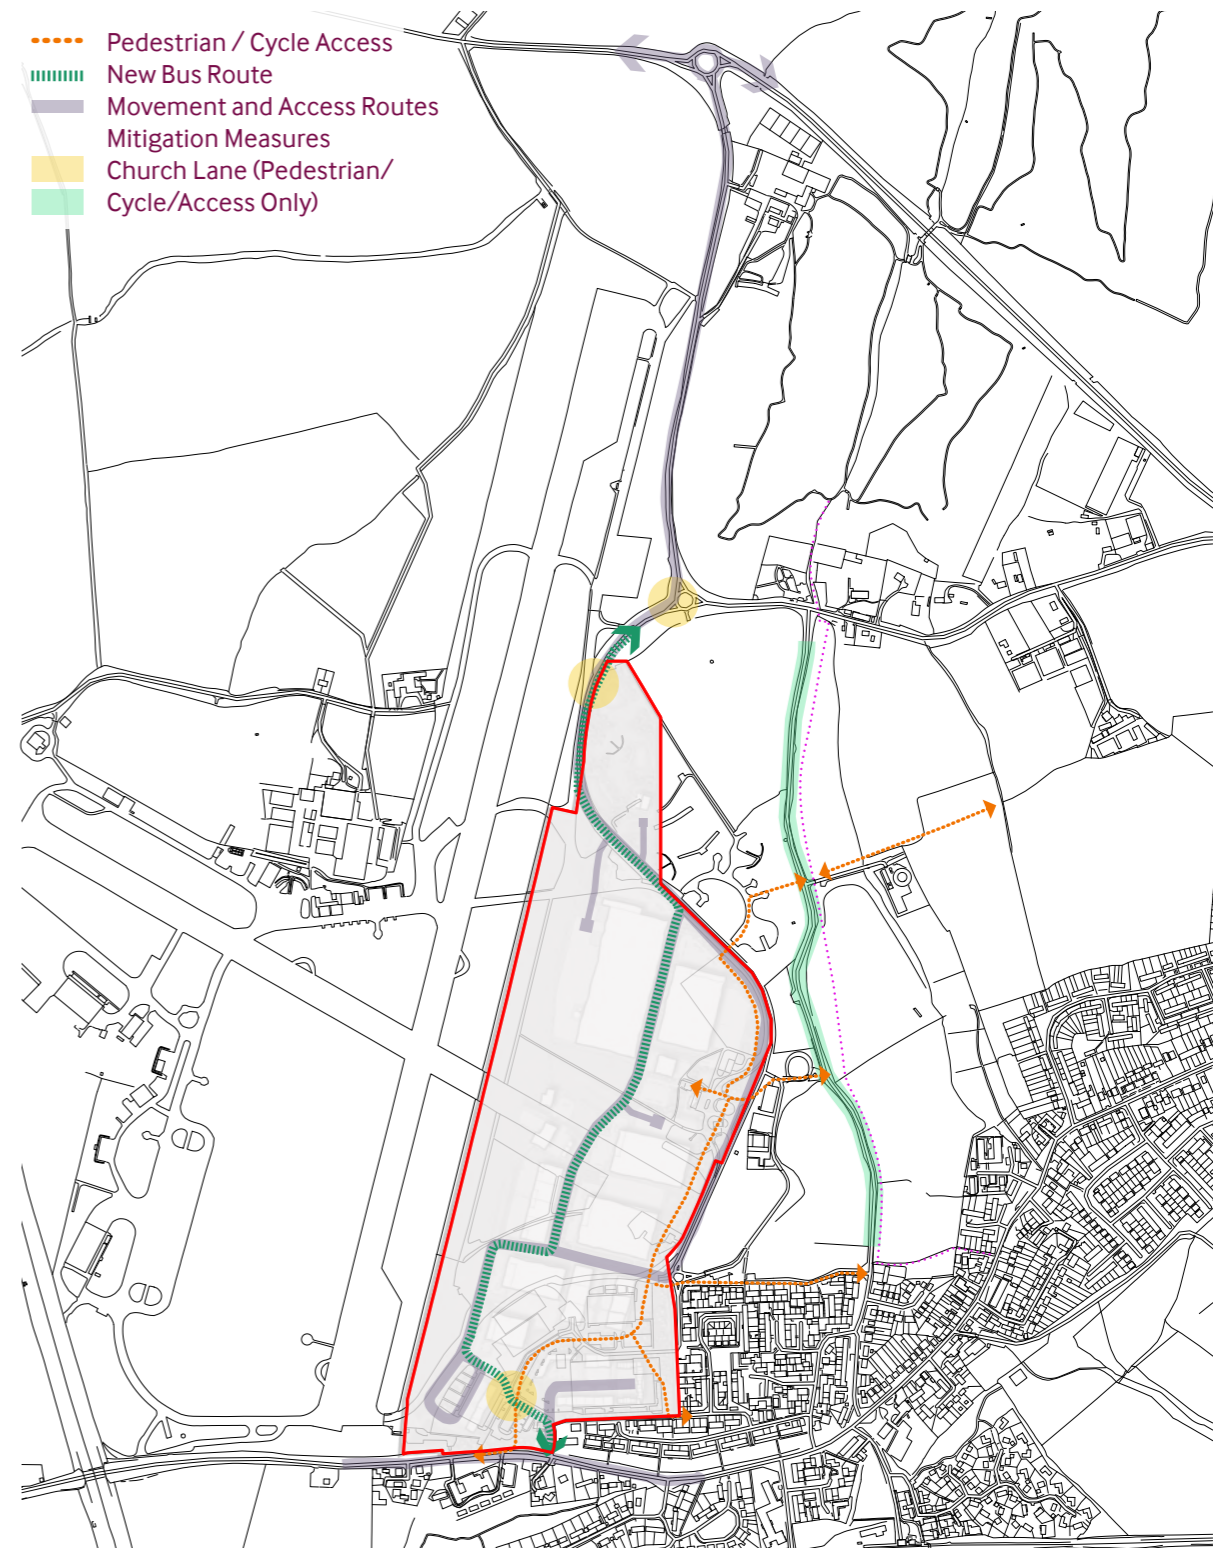 Pedestrian / Cycle Access
New Bus Route
Movement and Access Routes
Mitigation Measures
Church Lane (Pedestrian/
Cycle/Access Only)